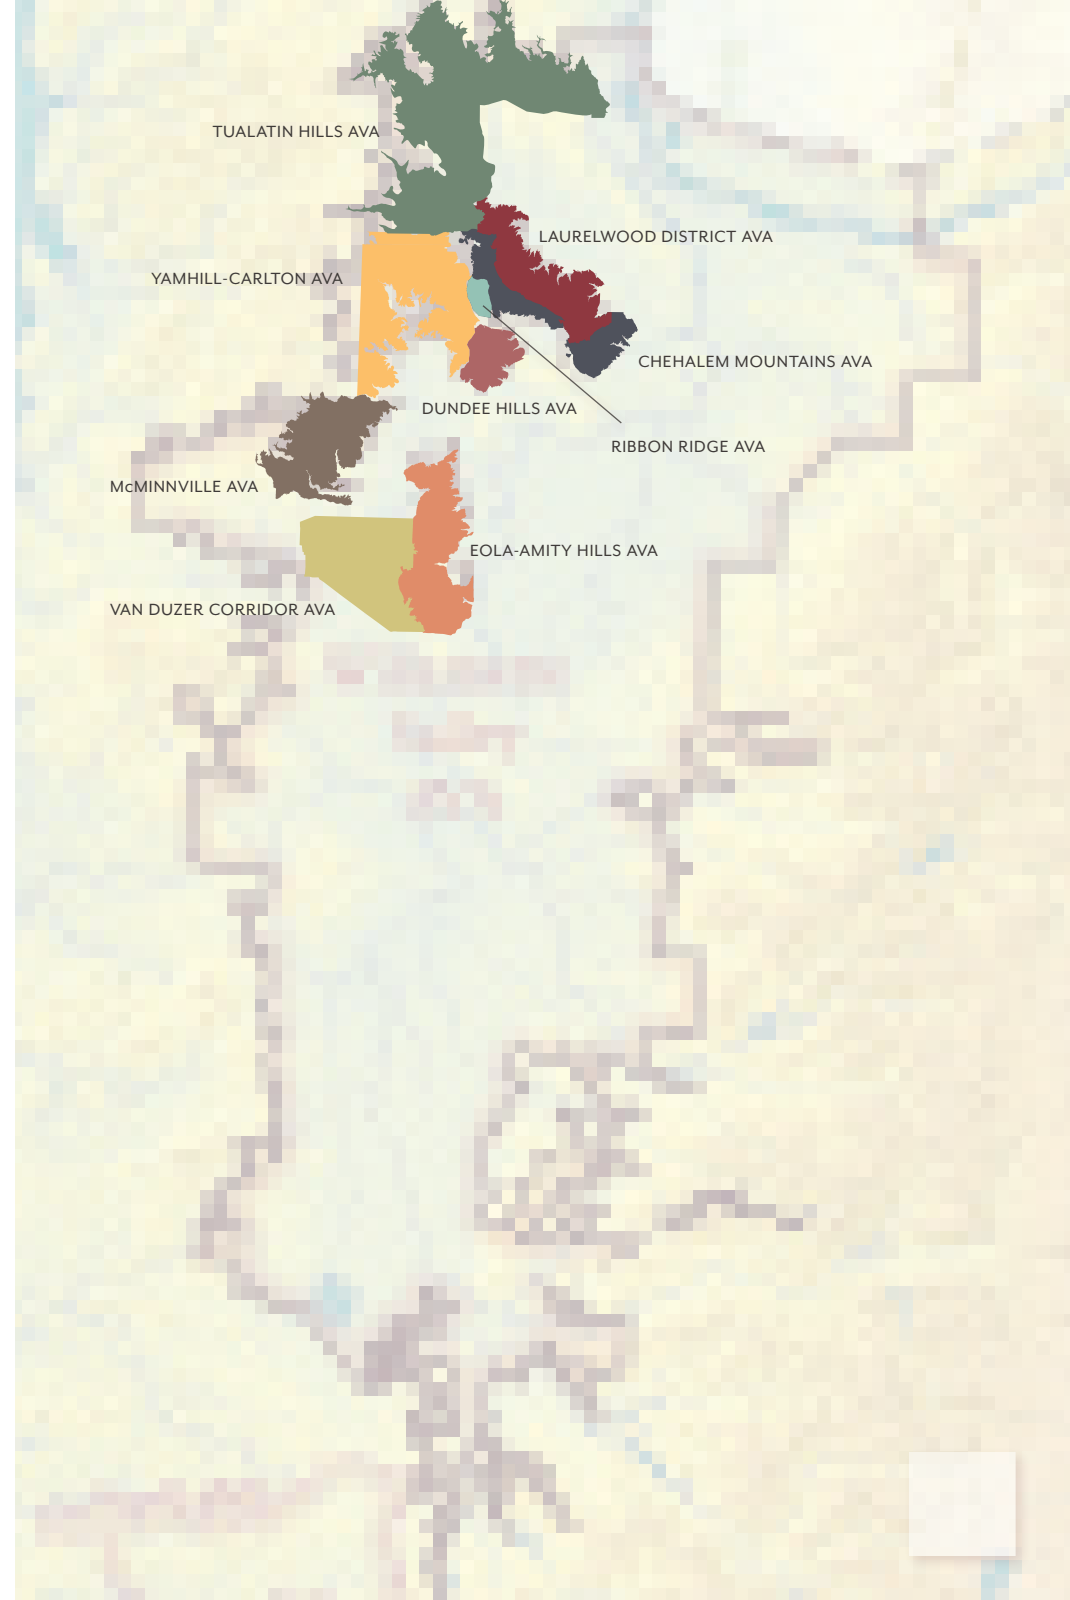 TUALATIN HILLS AVA
LAURELWOOD DISTRICT AVA
YAMHILL-CARLTON AVA
CHEHALEM MOUNTAINS AVA
DUNDEE HILLS AVA
RIBBON RIDGE AVA
McMINNVILLE AVA
EOLA-AMITY HILLS AVA
VAN DUZER CORRIDOR AVA